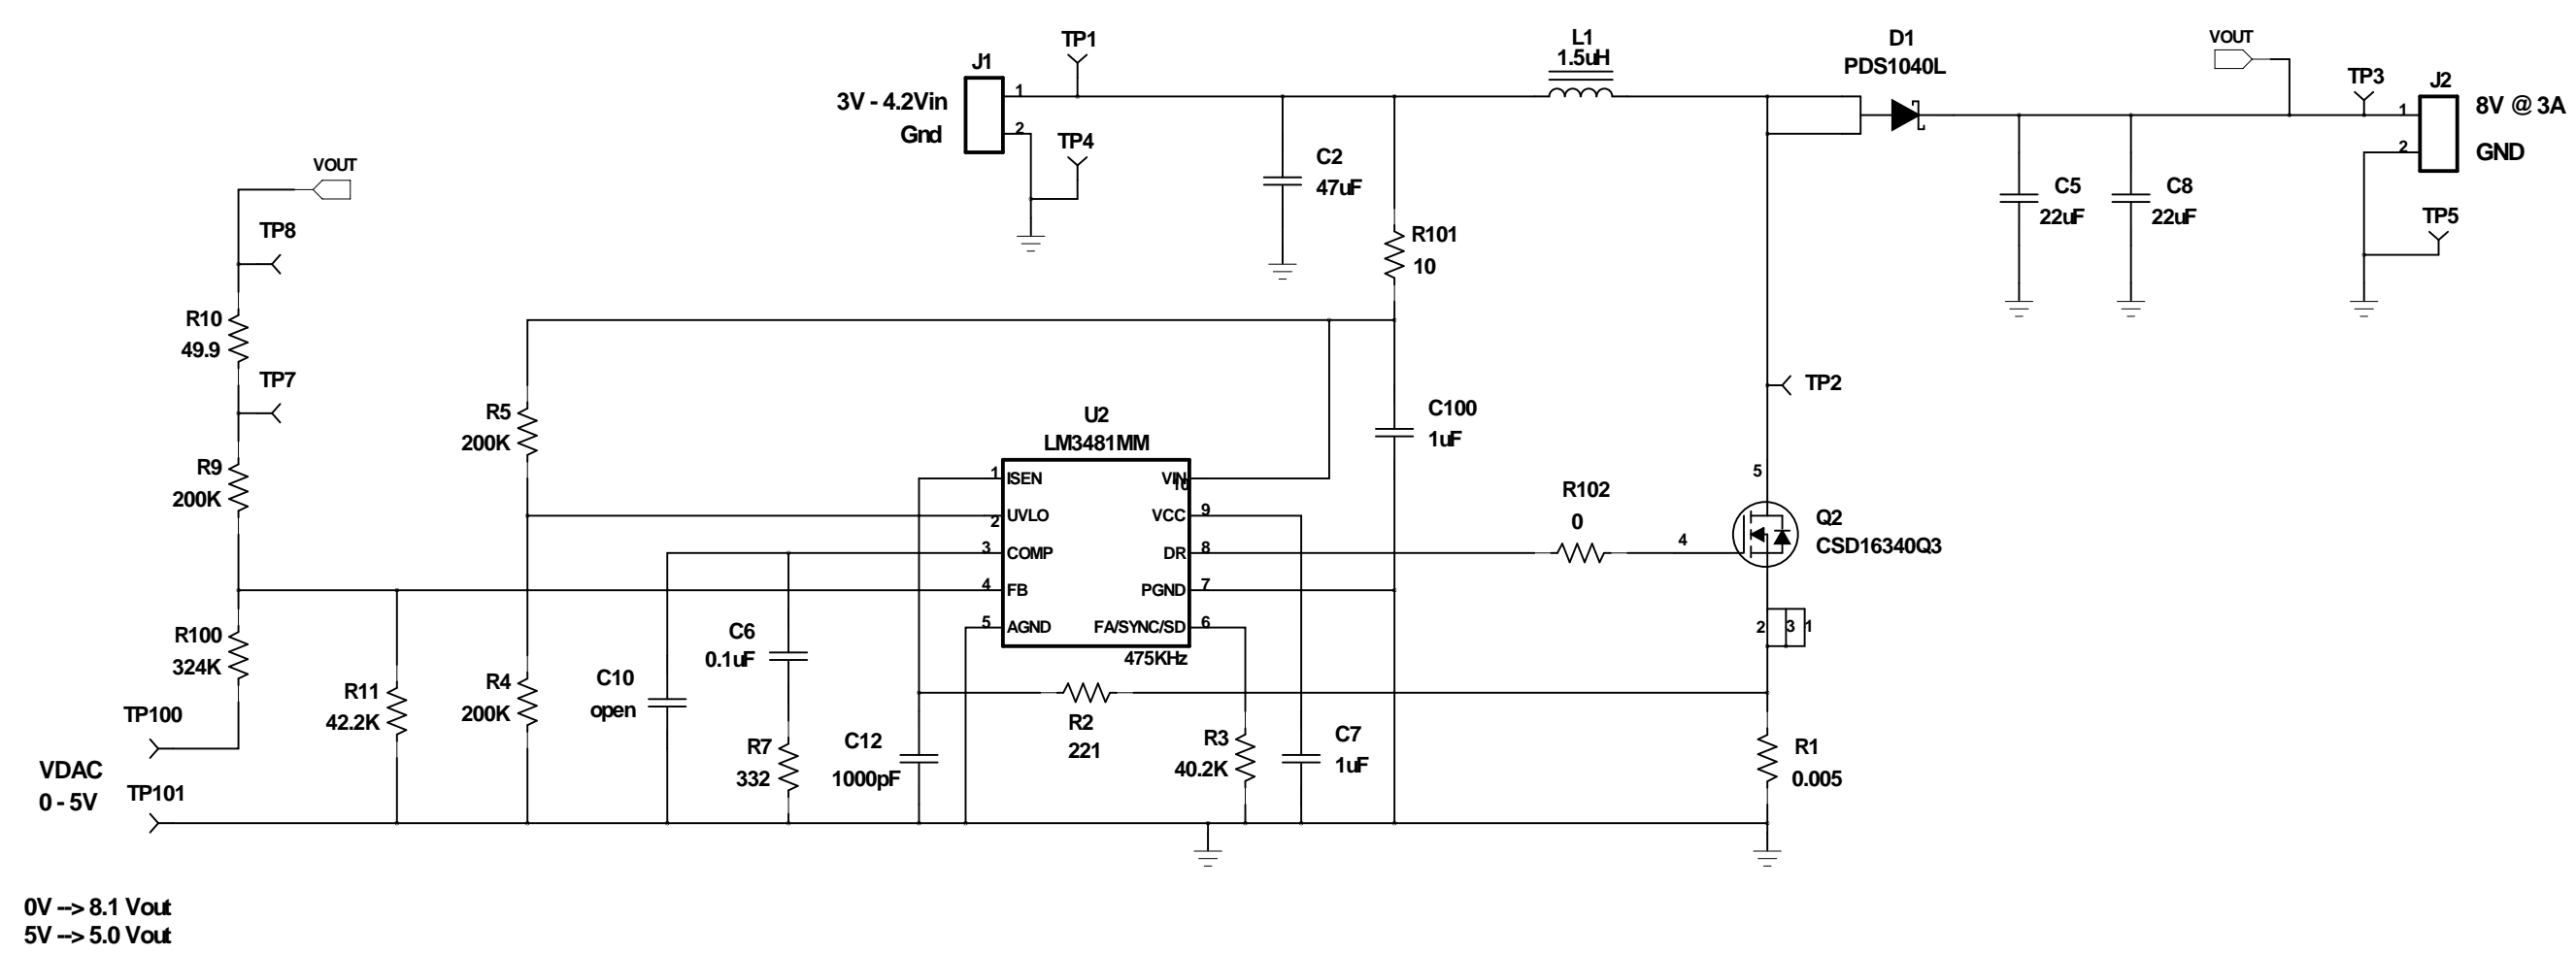 TP1
J1
3V - 4.2Vin
Gnd
1
2
TP4
C2
47uF
L1
1.5uH
D1
PDS1040L
VOUT
TP3
J2
1
2
8V @ 3A
GND
C5
22uF
C8
22uF
TP5
VOUT
TP8
R10
49.9
TP7
R9
200K
R100
324K
TP100
VDAC
0 - 5V
TP101
R11
42.2K
R5
200K
R4
200K
R101
10
C100
1uF
U2
LM3481MM
1
ISEN
VIN
10
2
UVLO
VCC
9
3
COMP
DR
8
4
FB
PGND
7
5
AGND
FA/SYNC/SD
6
475KHz
C10
open
C6
0.1uF
R7
332
C12
1000pF
R2
221
R3
40.2K
C7
1uF
R102
0
TP2
5
4
Q2
CSD16340Q3
2
3
1
R1
0.005
0V --> 8.1 Vout
5V --> 5.0 Vout